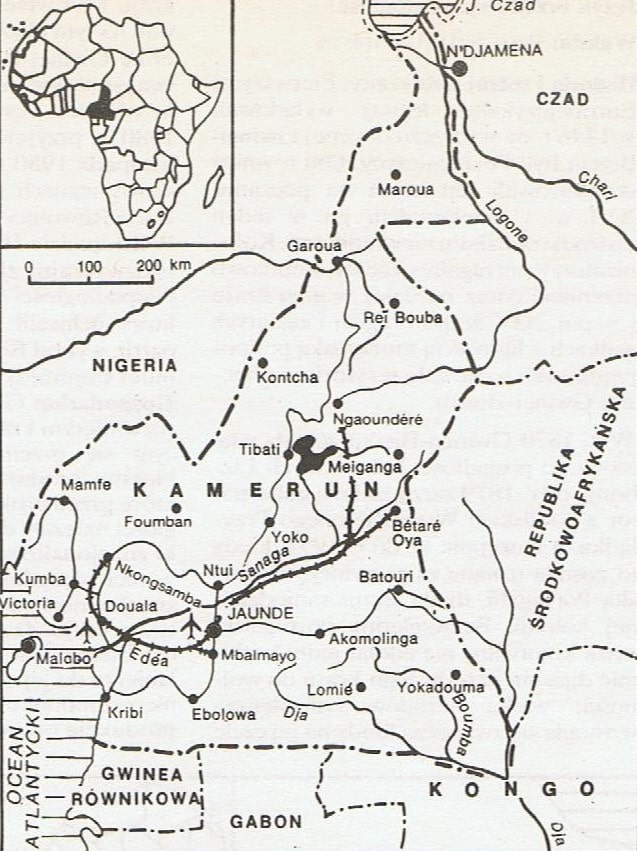 J. Czad
N'DJAMENA
CZAD
Chari
Logone
Maroua
Garoua
0 100 200 km
Rei Bouba
NIGERIA
Kontcha
Ngaoundéré
Tibati
Meiganga
Mamfe
KAMERUN
Foumban
Bétaré
Oya
Yoko
Sanaga
REPUBLIKA
ŚRODKOWOAFRYKAŃSKA
Nkongsamba
Ntui
Kumba
Batouri
Victoria
Douala
JAUNDE
Akomolinga
Malabo
Edéa
Mbalmayo
Lomie
Yokadouma
Kribi
Ebolowa
Dja
Boumba
OCEAN
ATLANTYCKI
GWINEA
RÓWNIKOWA
KONGO
GABON
Dja